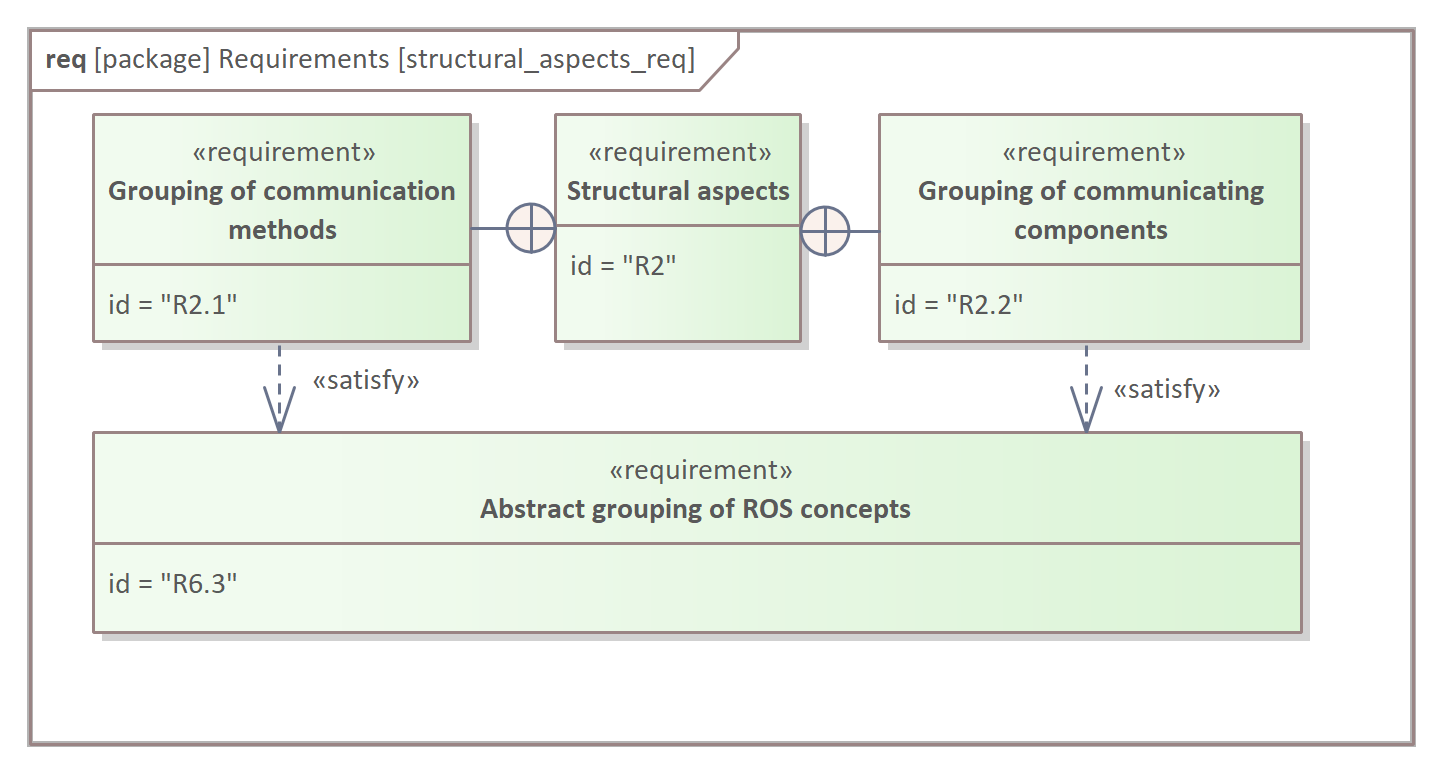 req [package] Requirements [structural_aspects_req]
«requirement»
Grouping of communication
methods
id = "R2.1"
«requirement»
Structural aspects
id = "R2"
«requirement»
Grouping of communicating
components
id = "R2.2"
«satisfy»
«satisfy»
«requirement»
Abstract grouping of ROS concepts
id = "R6.3"